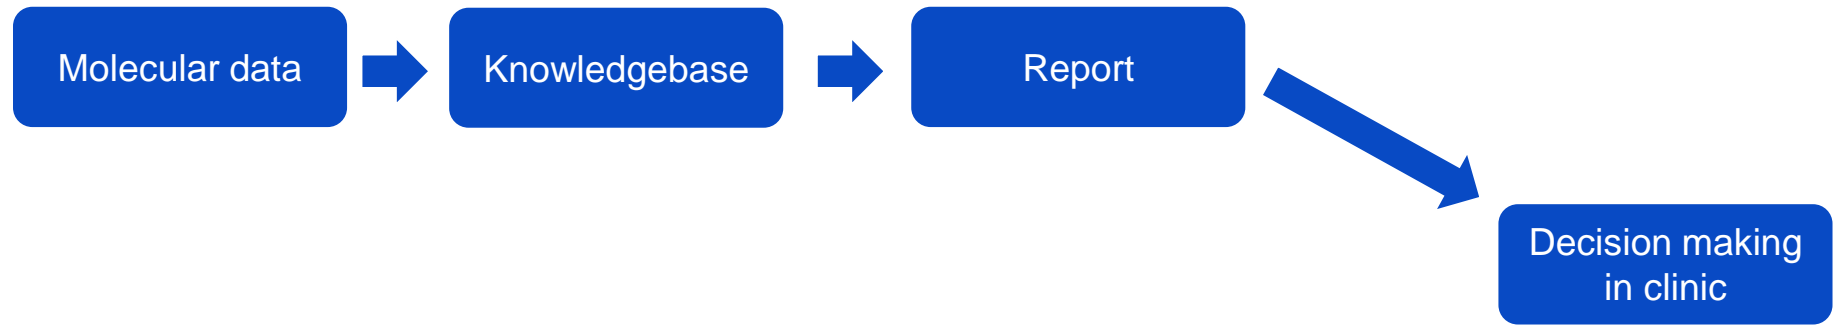 Molecular data
Knowledgebase
Report
Decision making
in clinic